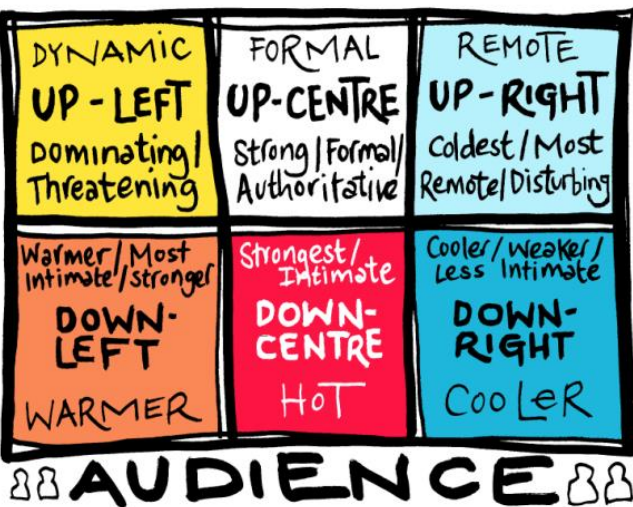 DYNAMIC
UP - LEFT
Dominating/
Threatening
FORMAL
UP-CENTRE
Strong/Formal/
Authoritative
REMOTE
UP-RIGHT
Coldest/Most
Remote/Disturbing
Warmer/Most
Intimate/stronger
DOWN-
LEFT
WARMER
Strongest/
Intimate
DOWN-
CENTRE
HOT
Cooler/weaker/
Less Intimate
DOWN-
RIGHT
COOLeR
AUDIENCE